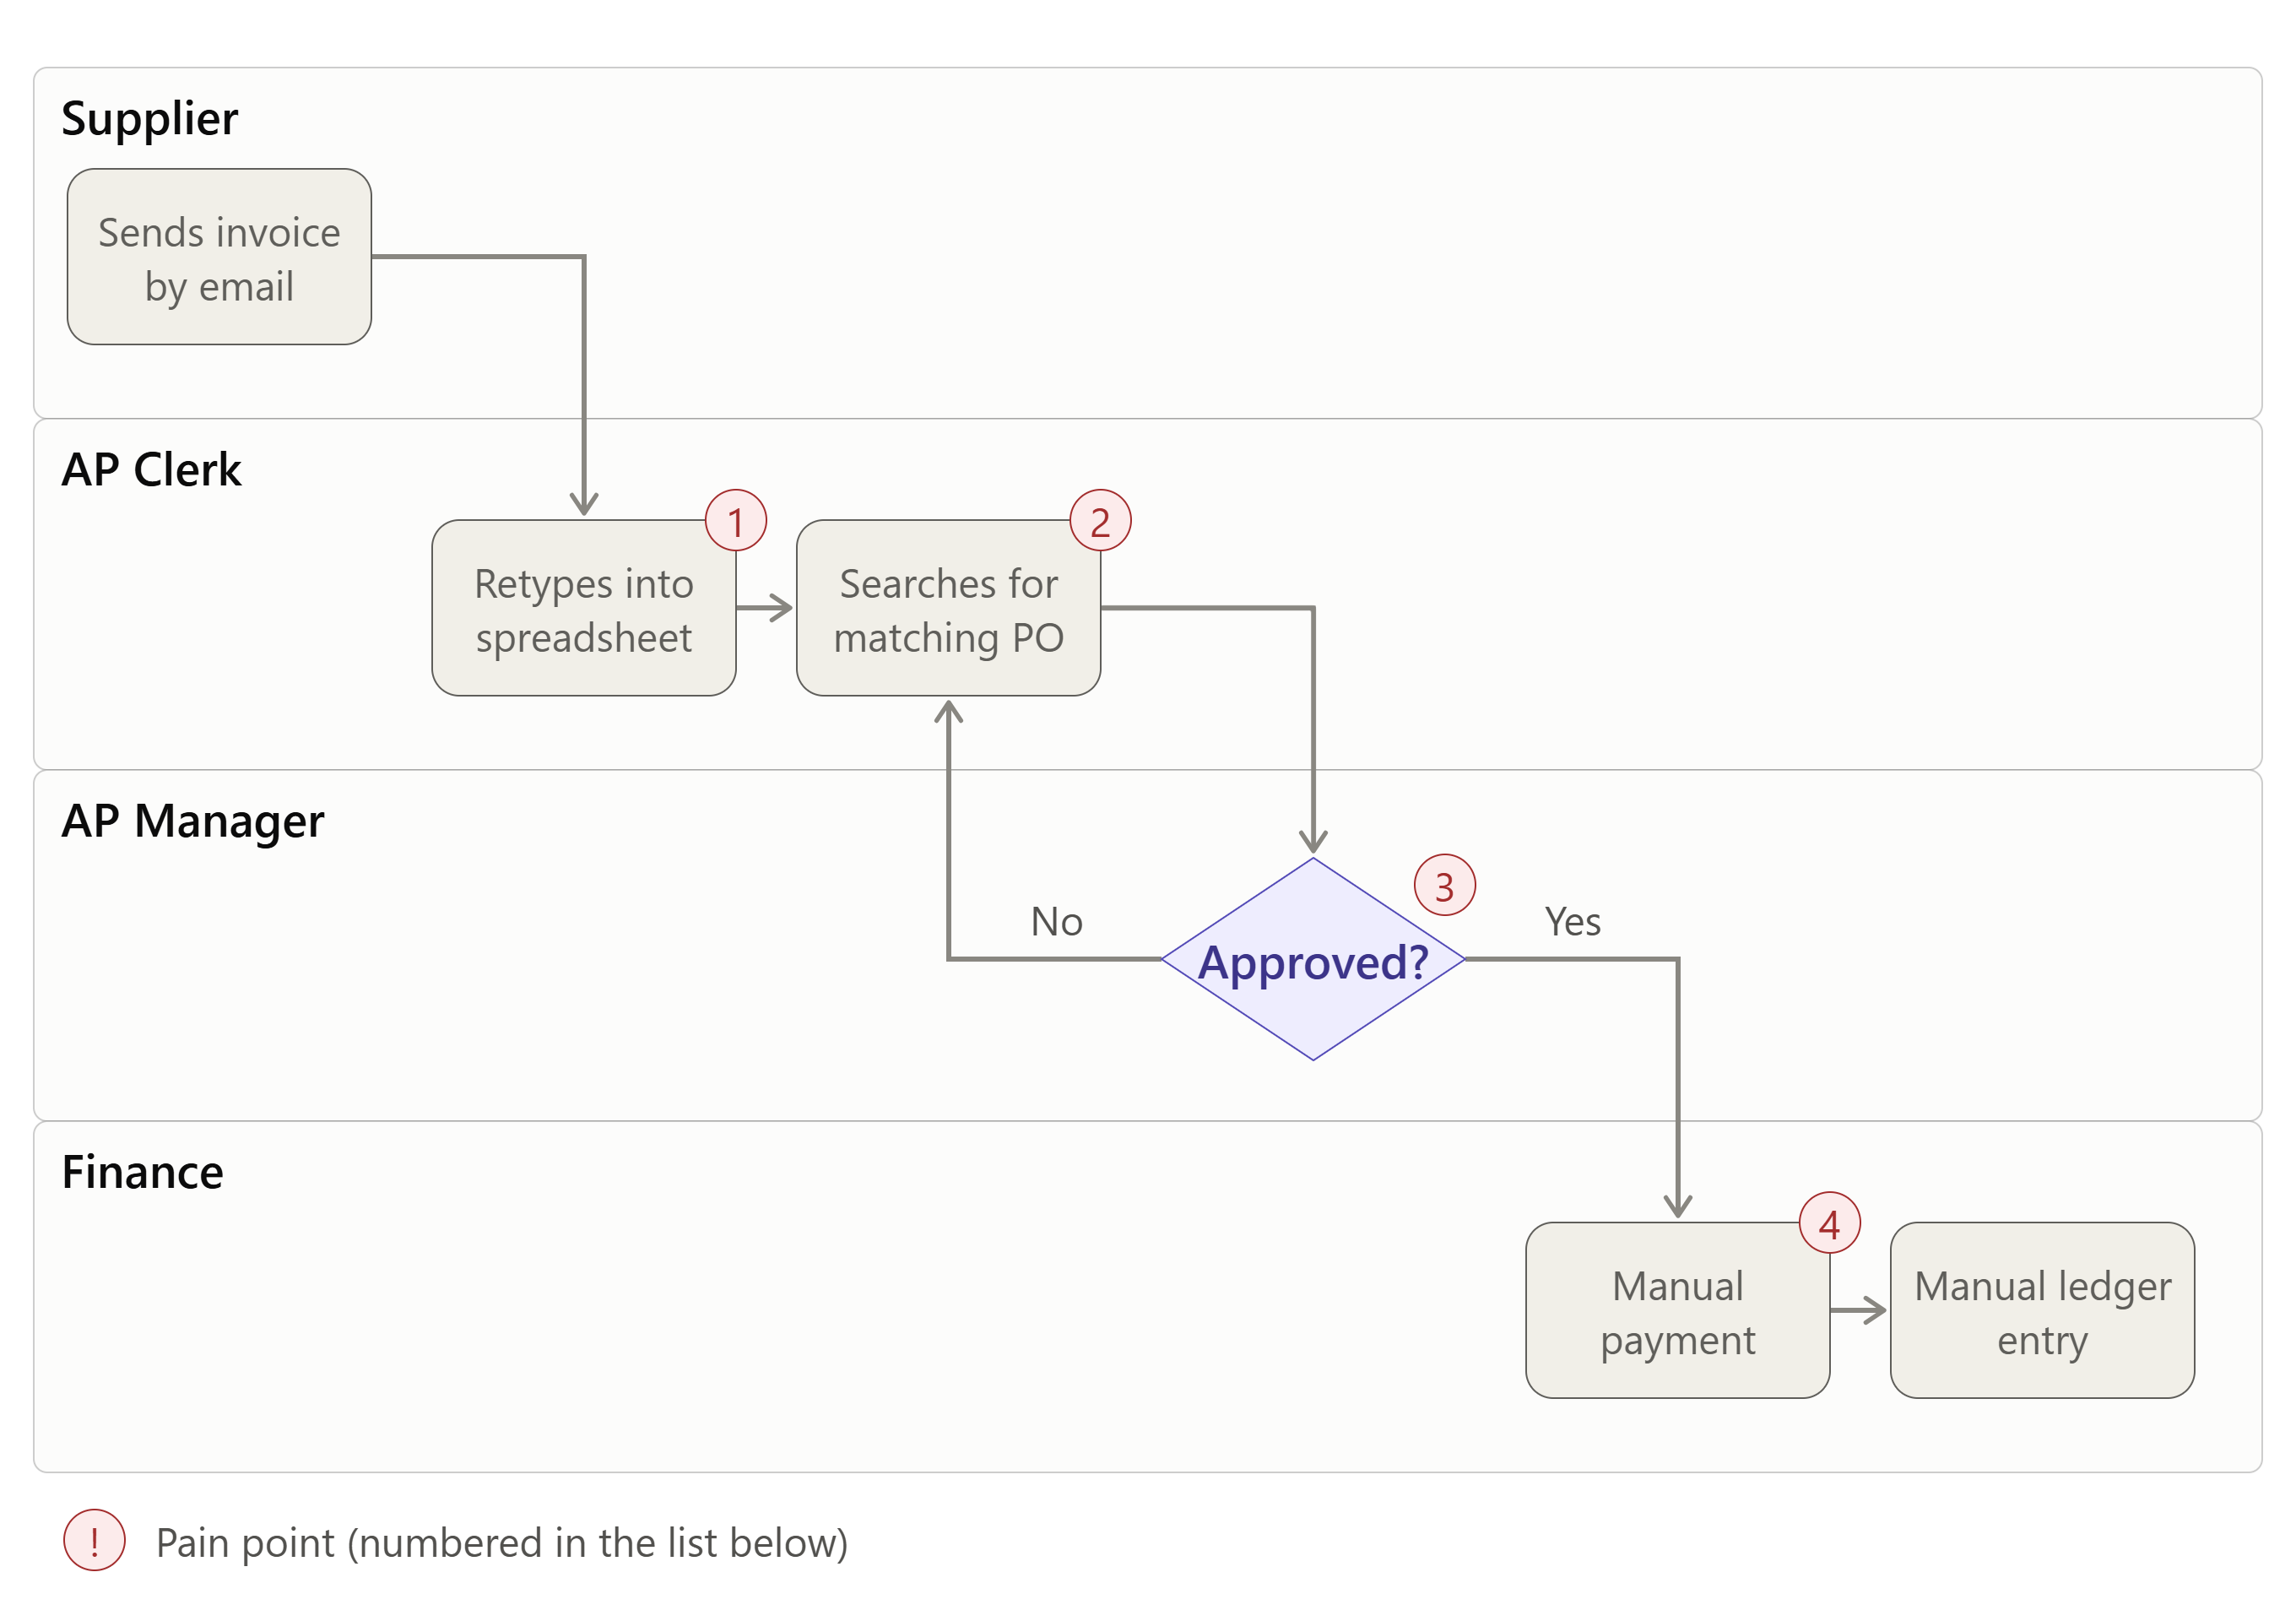 Supplier
Sends invoice
by email
AP Clerk
1
2
Retypes into
spreadsheet
Searches for
matching PO
AP Manager
3
No
Yes
Approved?
Finance
4
Manual
payment
Manual ledger
entry
! Pain point (numbered in the list below)